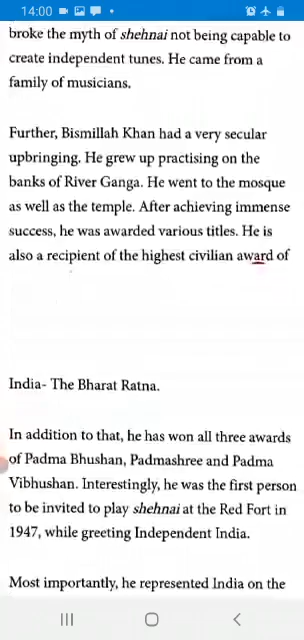 14:00
broke the myth of shehnai not being capable to
create independent tunes. He came from a
family of musicians.
Further, Bismillah Khan had a very secular
upbringing. He grew up practising on the
banks of River Ganga. He went to the mosque
as well as the temple. After achieving immense
success, he was awarded various titles. He is
also a recipient of the highest civilian award of
India- The Bharat Ratna.
In addition to that, he has won all three awards
of Padma Bhushan, Padmashree and Padma
Vibhushan. Interestingly, he was the first person
to be invited to play shehnai at the Red Fort in
1947, while greeting Independent India.
Most importantly, he represented India on the